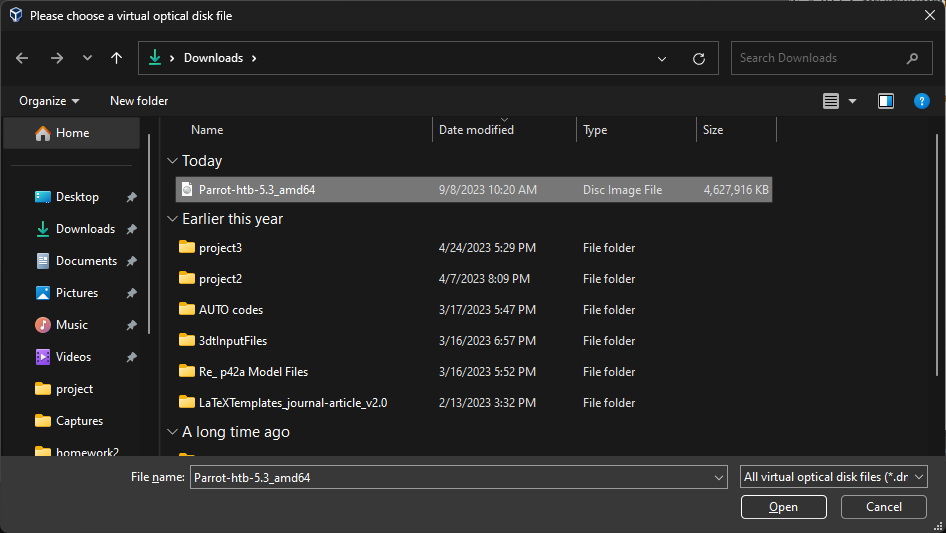 Please choose a virtual optical disk file
Downloads
Search Downloads
Organize New folder
Home
Desktop
Downloads
Documents
Pictures
Music
Videos
project
Captures
homework2
Name Date modified Type Size
Today
Parrot-htb-5.3_amd64 9/8/2023 10:20 AM Disc Image File 4,627,916 KB
Earlier this year
project3 4/24/2023 5:29 PM File folder
project2 4/7/2023 8:09 PM File folder
AUTO codes 3/17/2023 5:47 PM File folder
3dtInputFiles 3/16/2023 6:57 PM File folder
Re_ p42a Model Files 3/16/2023 5:52 PM File folder
LaTeXTemplates_journal-article_v2.0 2/13/2023 3:32 PM File folder
A long time ago
File name: Parrot-htb-5.3_amd64 All virtual optical disk files (*.dr
Open Cancel